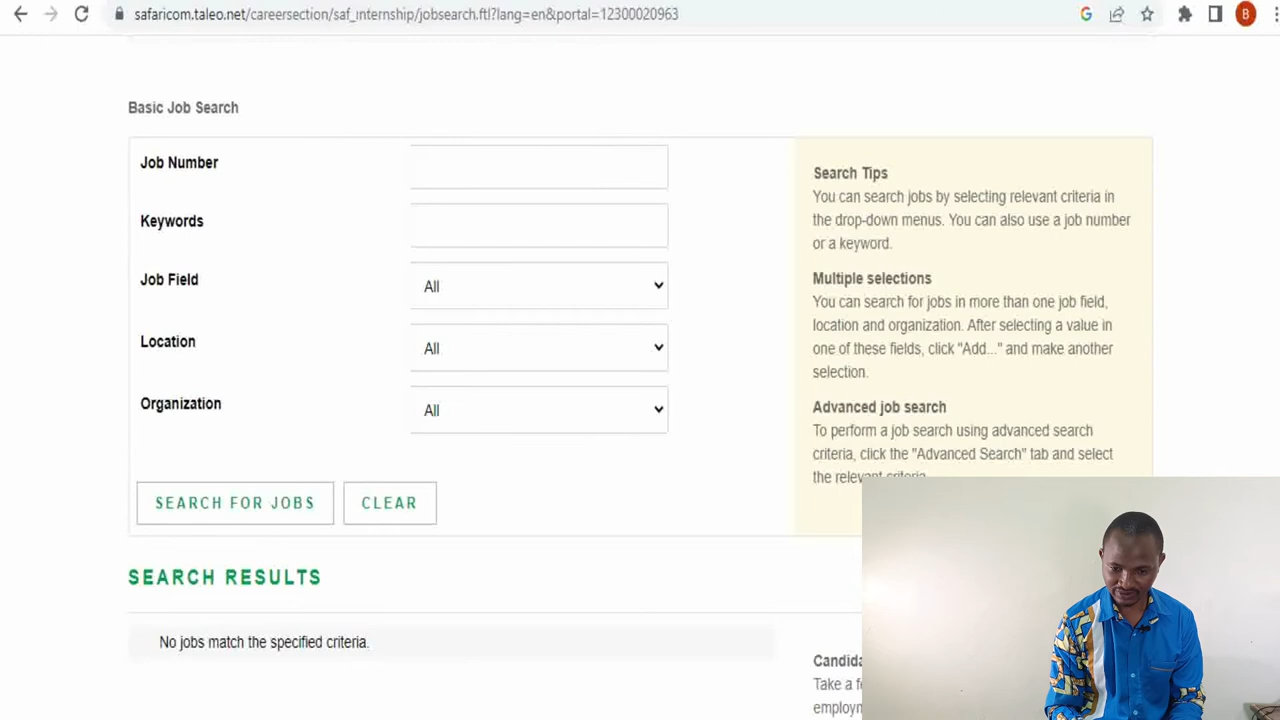 safaricom.taleo.net/careersection/saf_internship/jobsearch.ftl?lang=en&portal=12300020963
G
B
Basic Job Search
Job Number
Keywords
Job Field
All
Location
All
Organization
All
SEARCH FOR JOBS
CLEAR
Search Tips
You can search jobs by selecting relevant criteria in
the drop-down menus. You can also use a job number
or a keyword.
Multiple selections
You can search for jobs in more than one job field,
location and organization. After selecting a value in
one of these fields, click "Add..." and make another
selection.
Advanced job search
To perform a job search using advanced search
criteria, click the "Advanced Search" tab and select
the relevant criteria.
SEARCH RESULTS
No jobs match the specified criteria.
Candida
Take a f
employm